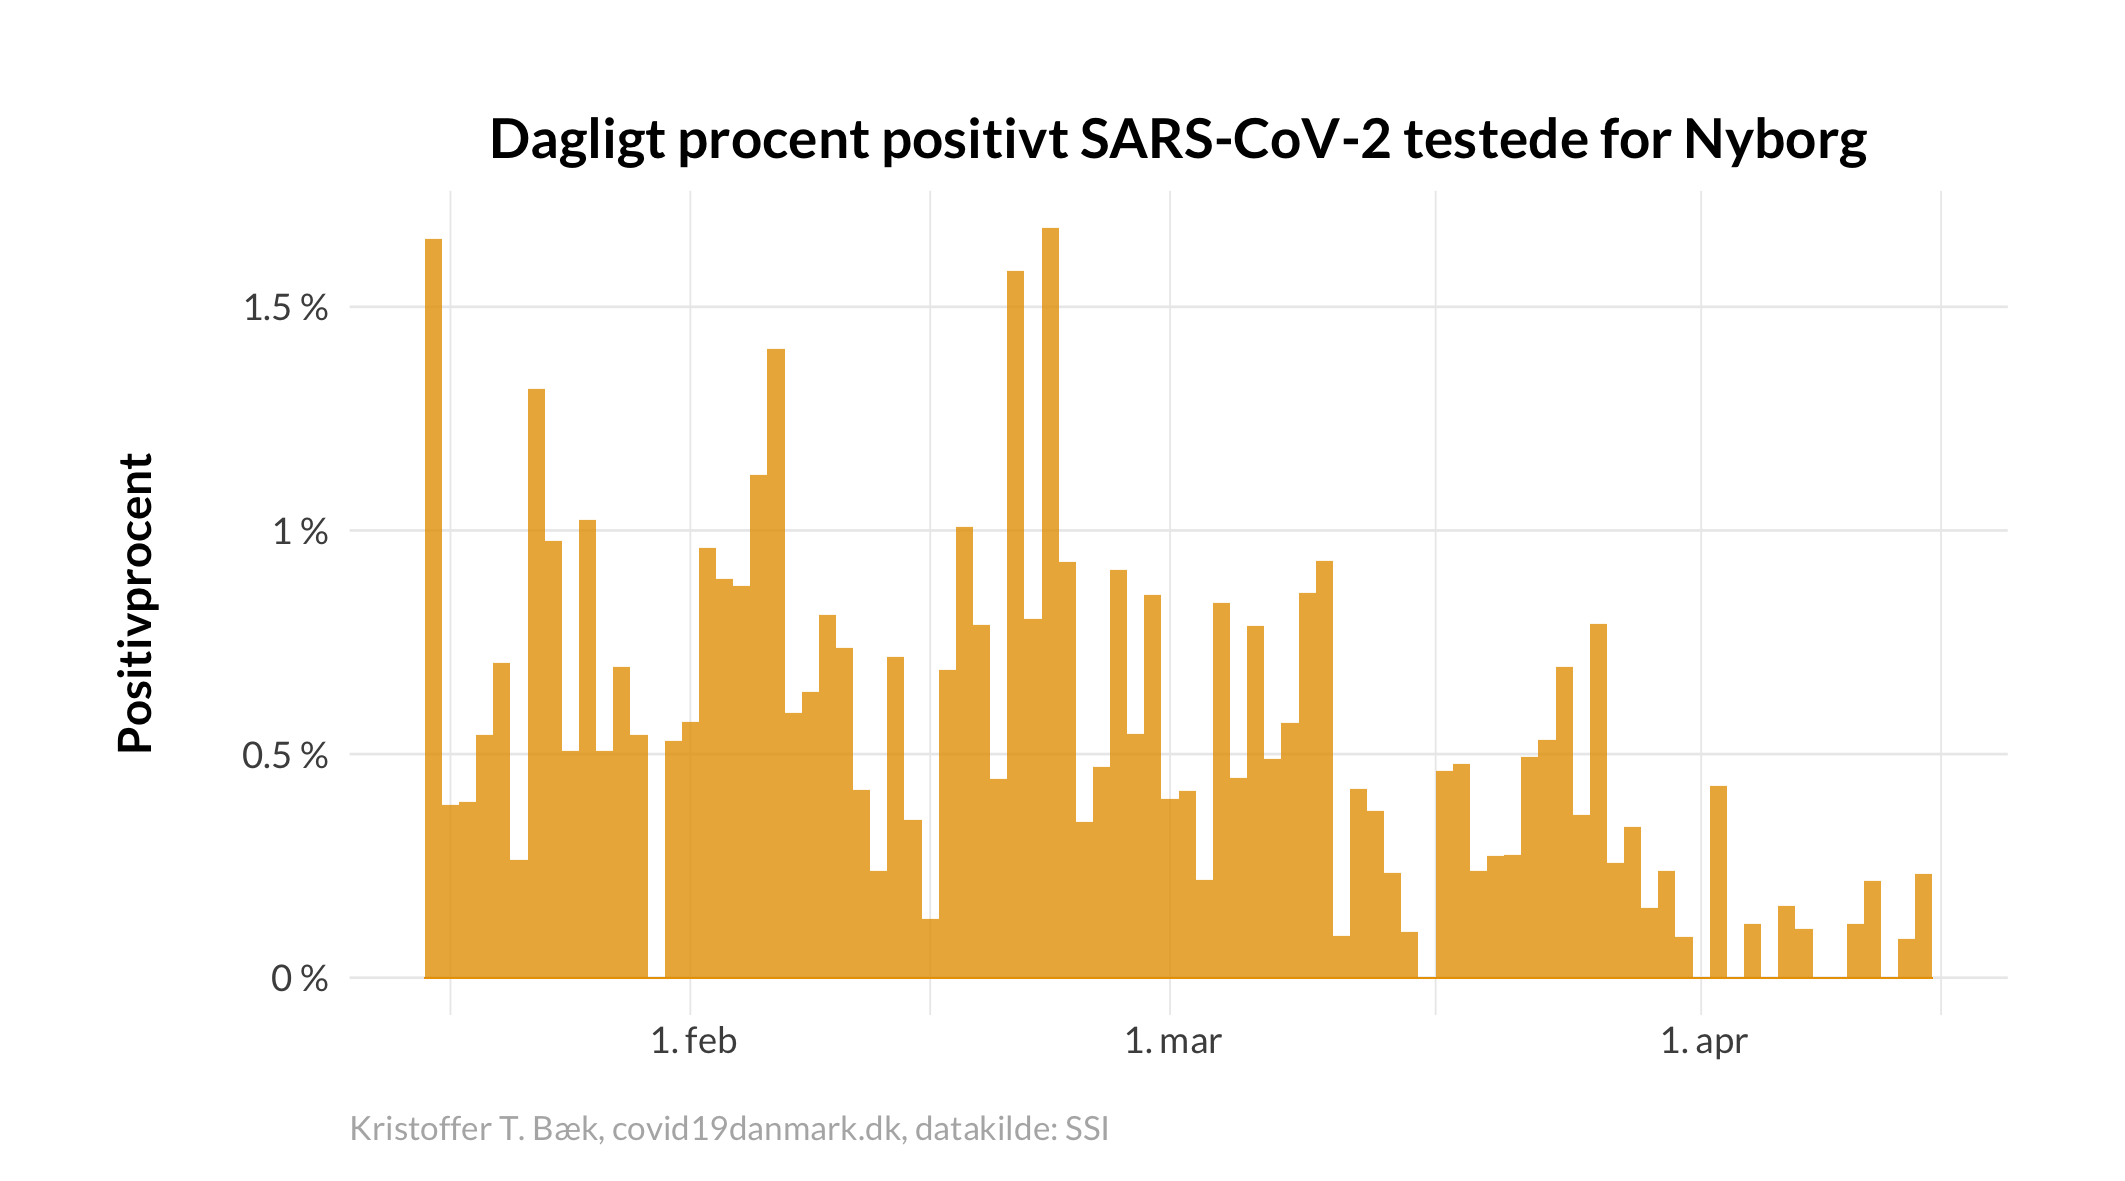 Dagligt procent positivt SARS-CoV-2 testede for Nyborg
Positivprocent
1.5 %
1 %
0.5 %
0 %
1. feb
1. mar
1. apr
Kristoffer T. Bæk, covid19danmark.dk, datakilde: SSI